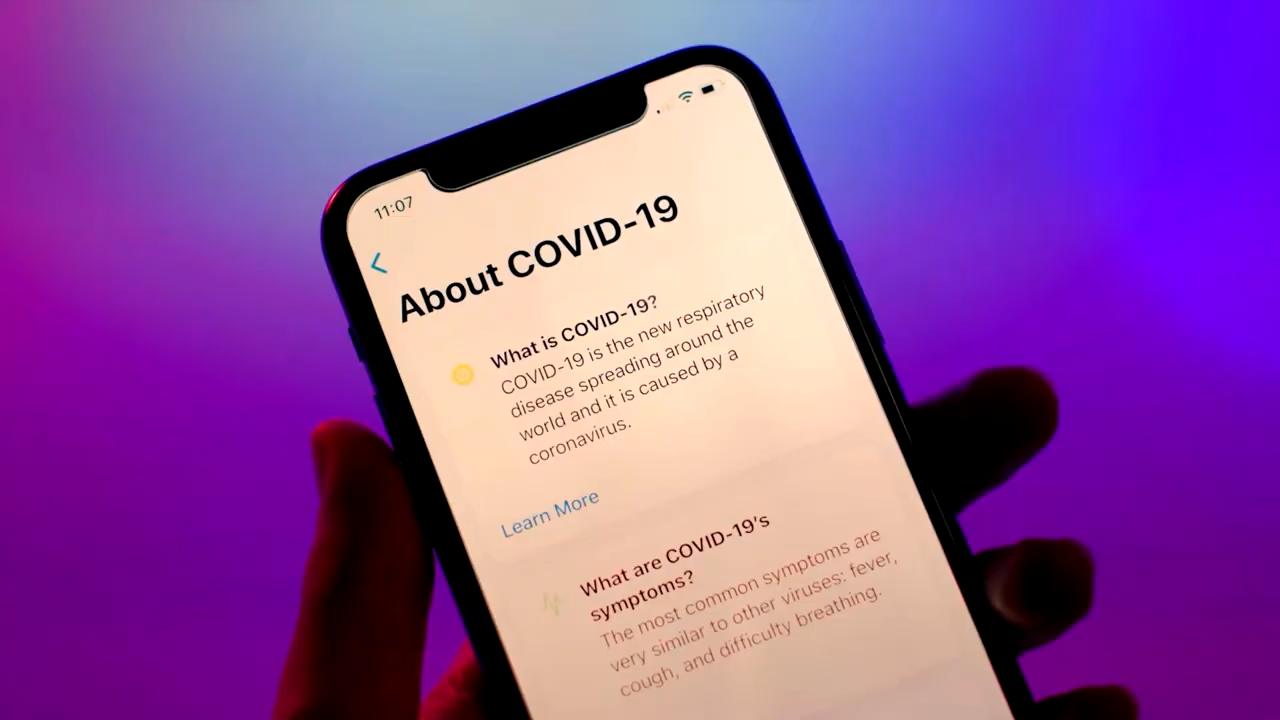 11:07
About COVID-19
What is COVID-19?
COVID-19 is the new respiratory
disease spreading around the
world and it is caused by a
coronavirus.
Learn More
What are COVID-19's
symptoms?
The most common symptoms are
very similar to other viruses: fever,
cough, and difficulty breathing.